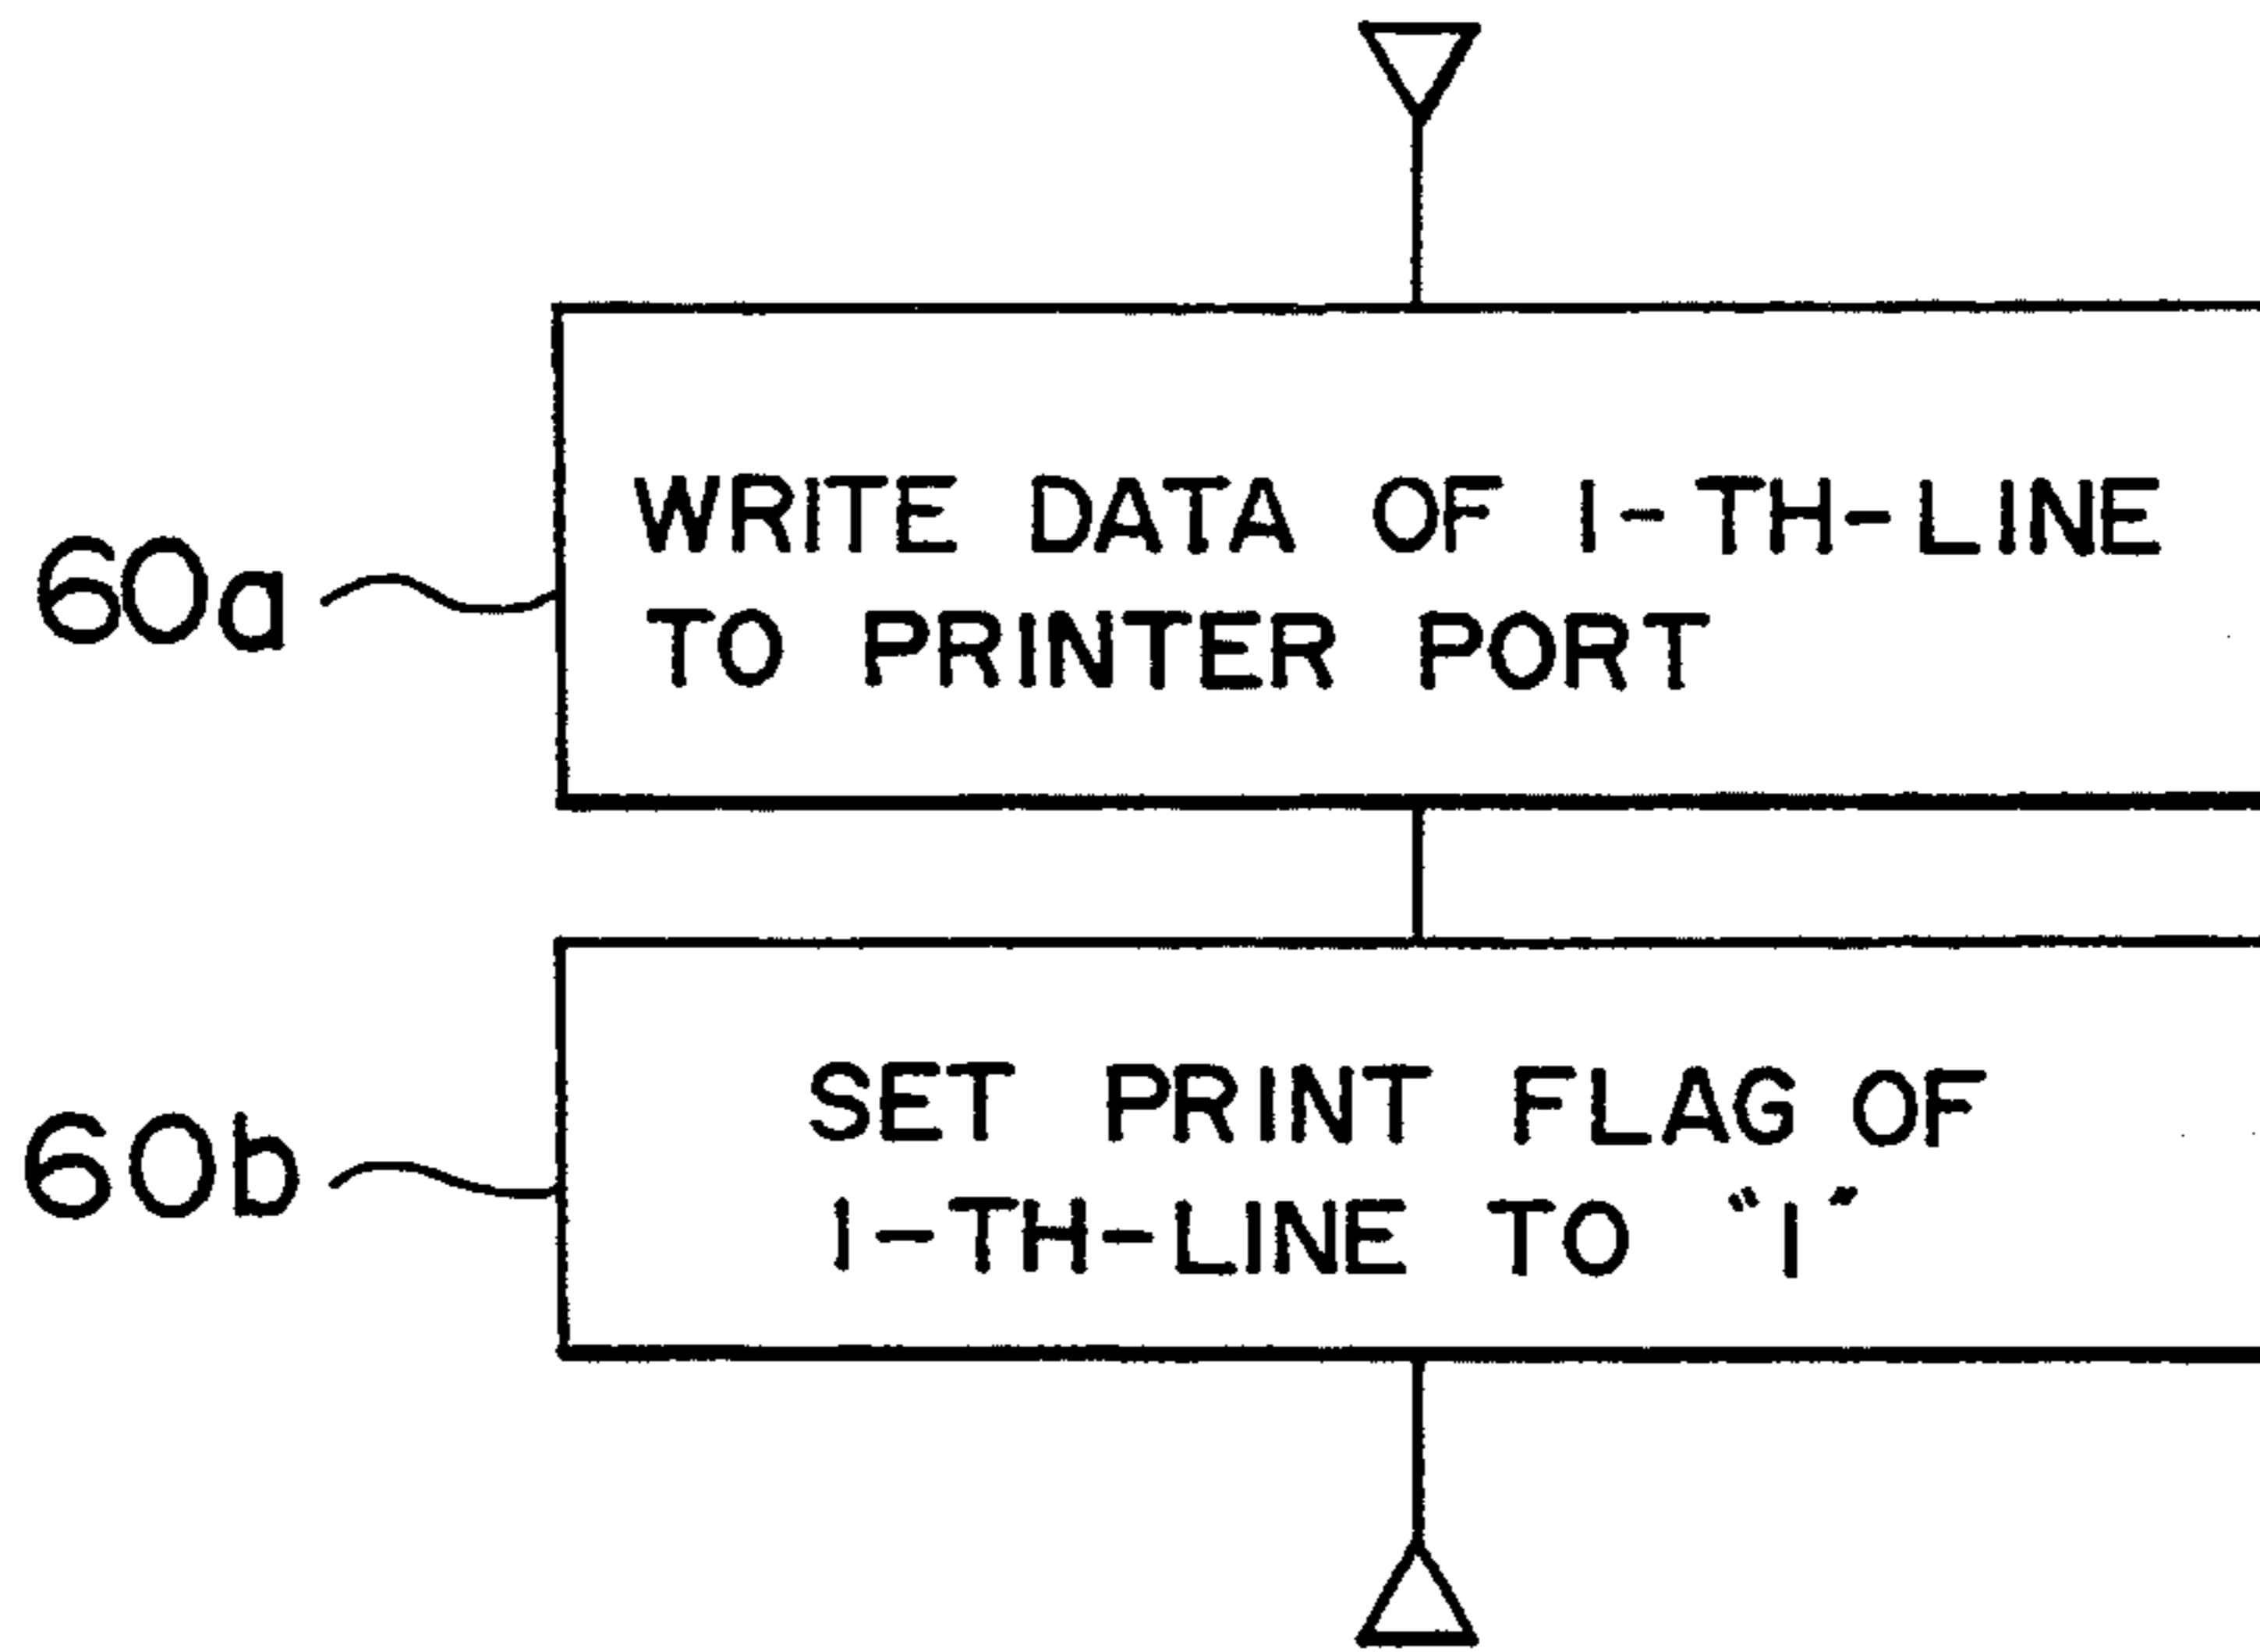 60a
WRITE DATA OF I-TH-LINE
TO PRINTER PORT
60b
SET PRINT FLAG OF
I-TH-LINE TO "1"